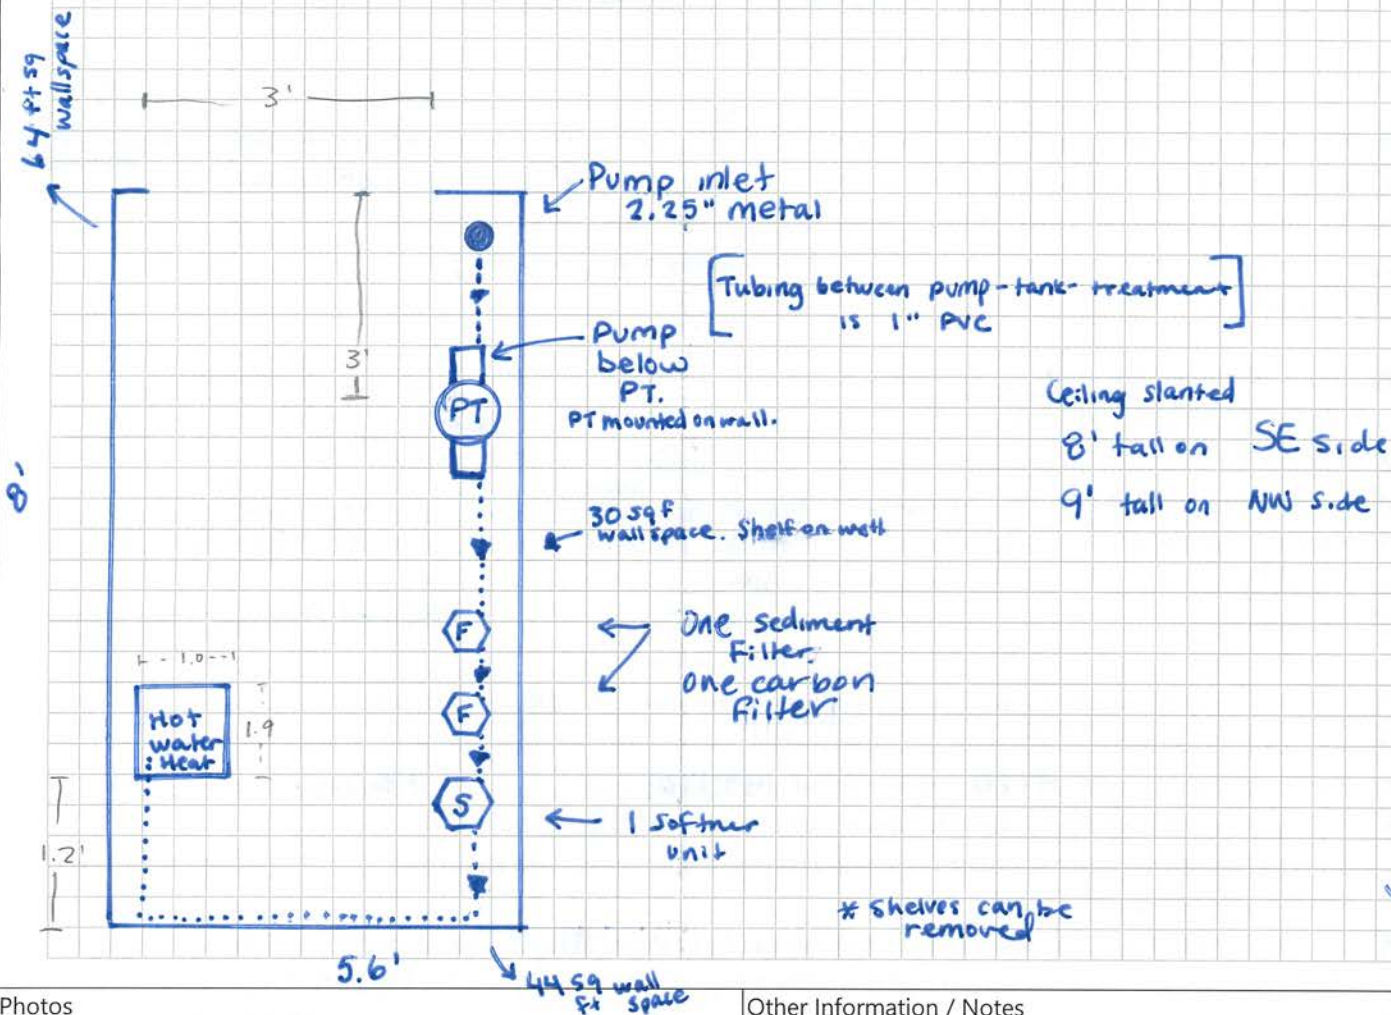 64 ft sq
wallspace
3'
Pump inlet
2.25" metal
Tubing between pump-tank-treatment
is 1" PVC
3'
Pump
below
PT.
PT mounted on wall.
PT
Ceiling slanted
8' tall on SE side
9' tall on NW side
8'
30 sqf
wall space. Shelf on wall
F
One sediment
Filter.
F
One carbon
filter
1.0
Hot
water
Heat
1.9
S
1 Softner
unit
1.2'
* Shelves can be
removed
5.6'
44 sq wall
ft space
Photos
Other Information / Notes